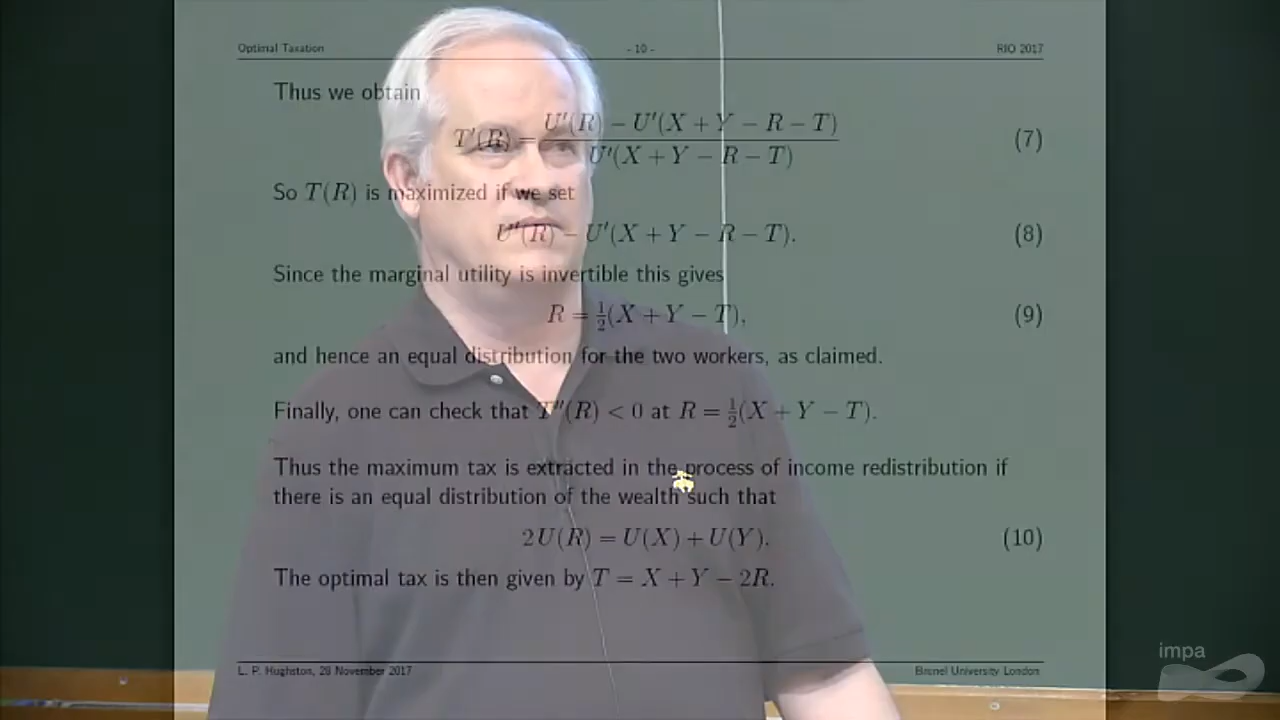 Optimal Taxation - 10 - RIO 2017
Thus we obtain
T′(R) = \frac{U′(R) − U′(X + Y − R − T)}{U′(X + Y − R − T)} (7)
So T(R) is maximized if we set
U′(R) = U′(X + Y − R − T). (8)
Since the marginal utility is invertible this gives
R = ½(X + Y − T), (9)
and hence an equal distribution for the two workers, as claimed.
Finally, one can check that T″(R) < 0 at R = ½(X + Y − T).
Thus the maximum tax is extracted in the process of income redistribution if
there is an equal distribution of the wealth such that
2 U(R) = U(X) + U(Y). (10)
The optimal tax is then given by T = X + Y − 2R.
L. P. Hughston, 28 November 2017 Brunel University London
impa